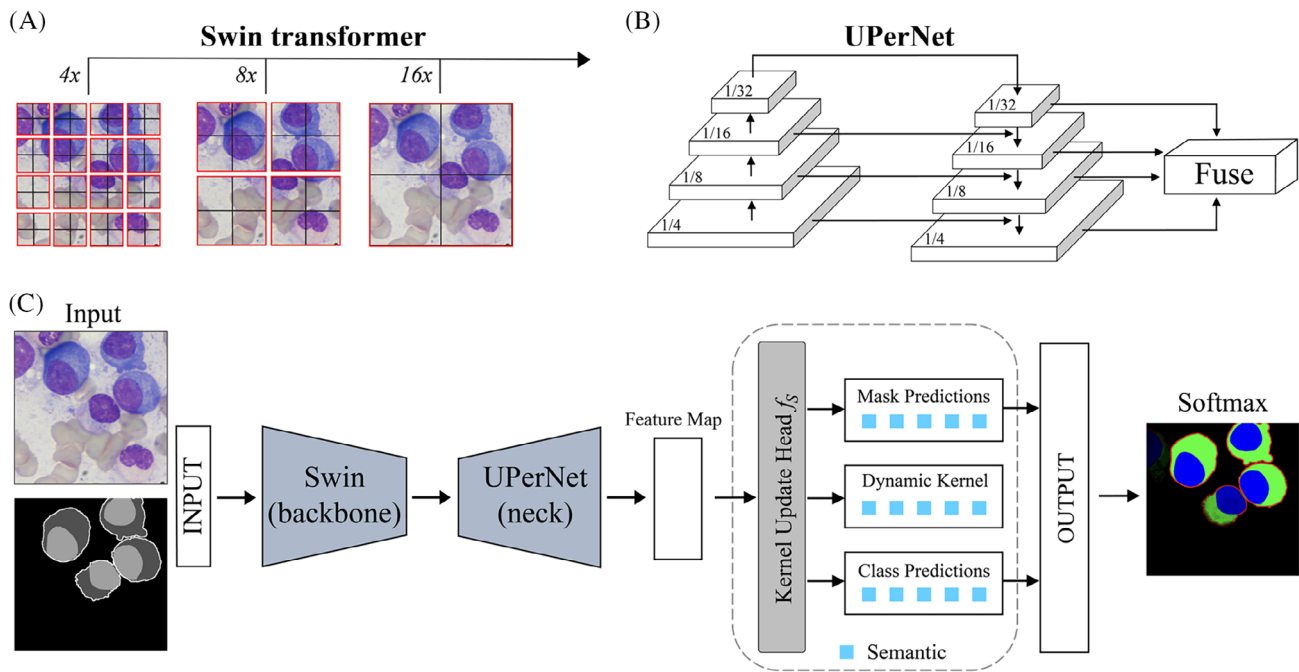 (A)
Swin transformer
4x
8x
16x
(B)
UPerNet
1/32
1/16
1/8
1/4
1/32
1/16
1/8
1/4
Fuse
(C)
Input
INPUT
Swin
(backbone)
UPerNet
(neck)
Feature Map
Kernel Update Head fS
Mask Predictions
Dynamic Kernel
Class Predictions
Semantic
OUTPUT
Softmax